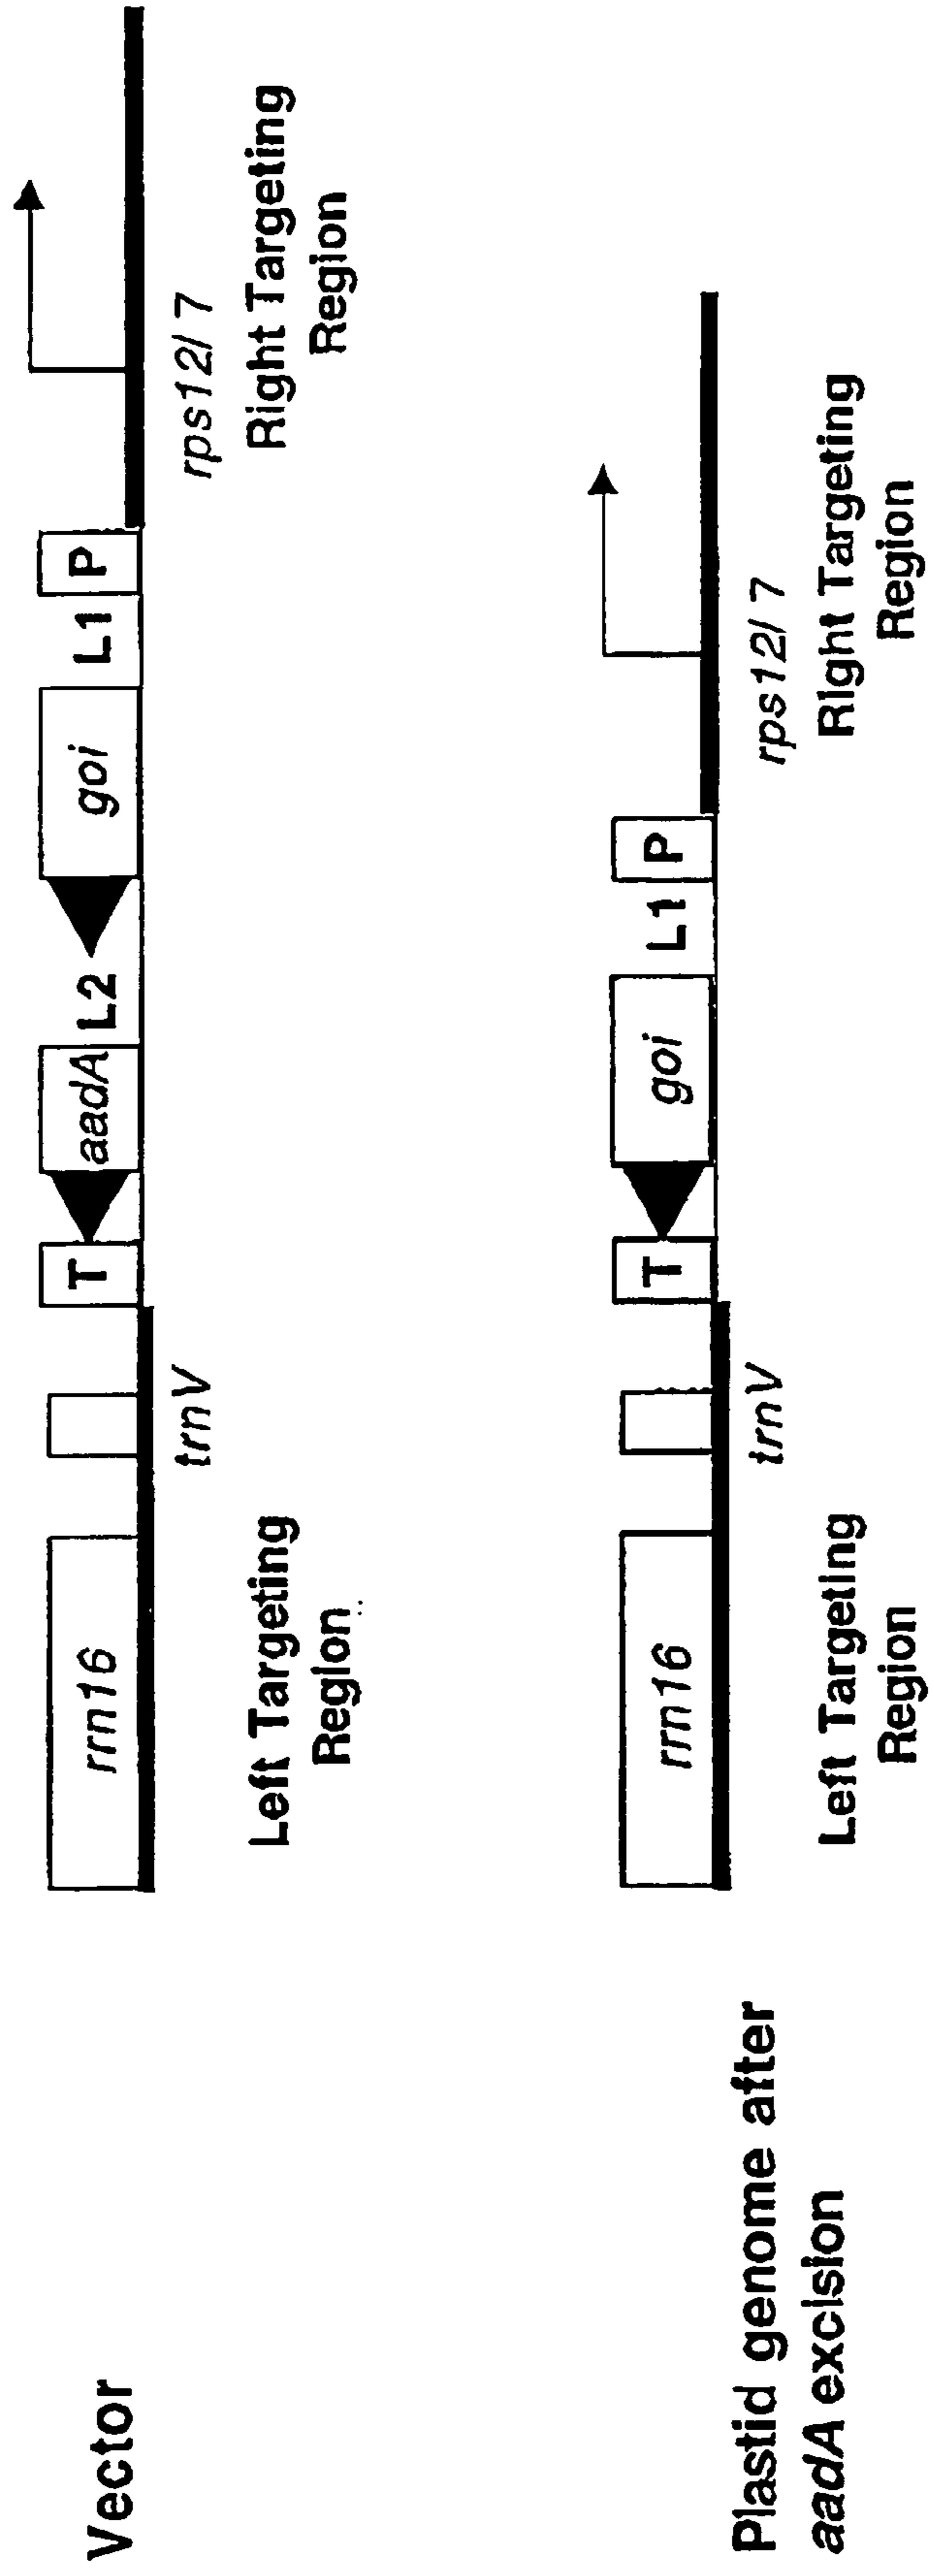 Vector
rrn16 T aadA L2 goi L1 P
trnV rps12/7
Left Targeting
Region
Right Targeting
Region
Plastid genome after
aadA excision
rrn16 T goi L1 P
trnV rps12/7
Left Targeting
Region
Right Targeting
Region